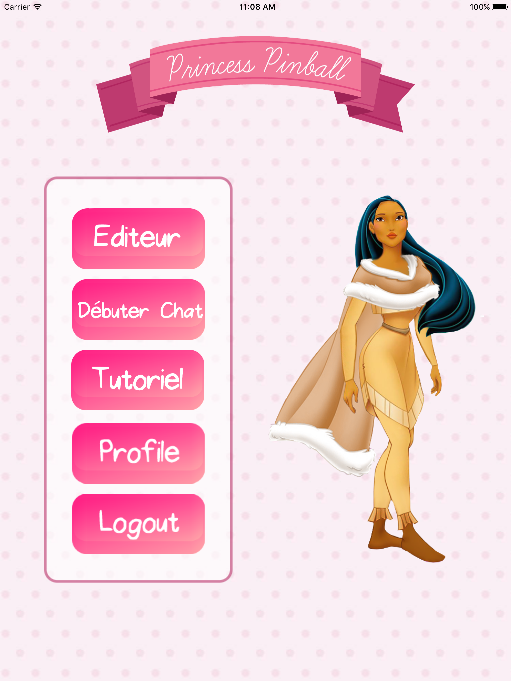 Carrier 11:08 AM 100%
Princess Pinball
Editeur
Débuter Chat
Tutoriel
Profile
Logout